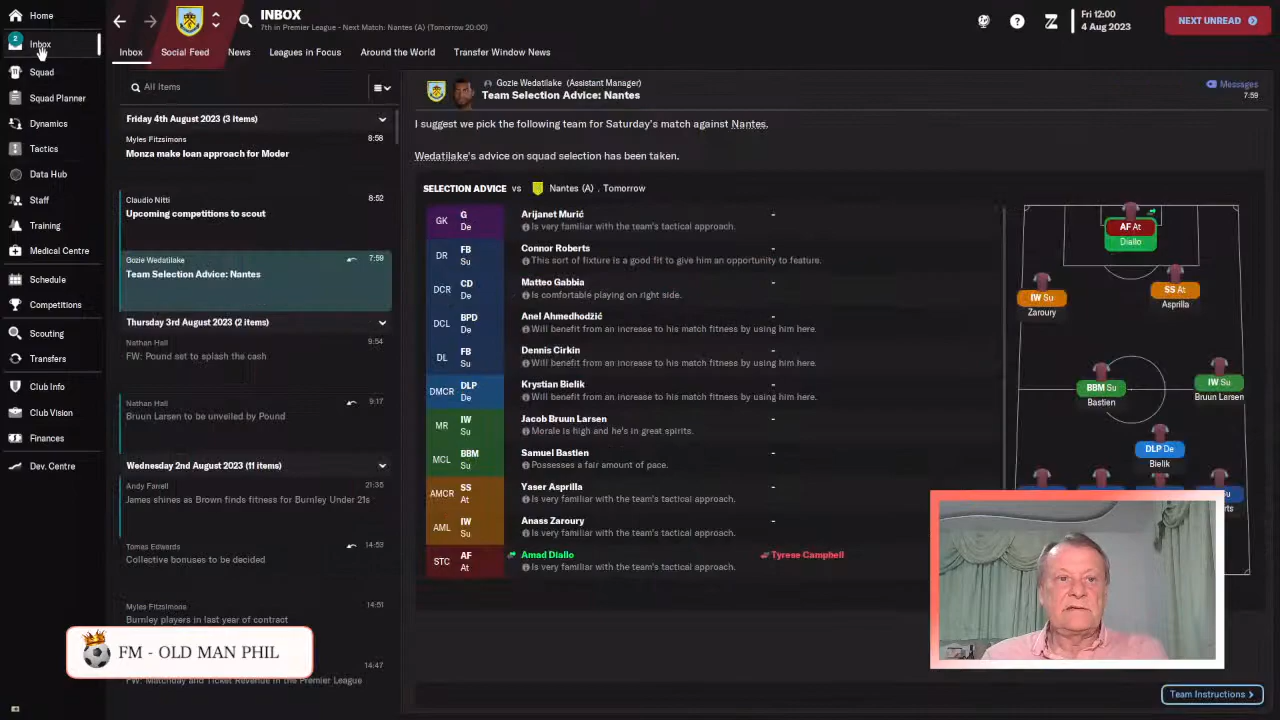 Home
2
Inbox
Squad
Squad Planner
Dynamics
Tactics
Data Hub
Staff
Training
Medical Centre
Schedule
Competitions
Scouting
Transfers
Club Info
Club Vision
Finances
Dev. Centre
INBOX
7th in Premier League - Next Match: Nantes (A) (Tomorrow 20:00)
Fri 12:00
4 Aug 2023
NEXT UNREAD
Inbox Social Feed News Leagues in Focus Around the World Transfer Window News
All Items
Friday 4th August 2023 (3 items)
Myles Fitzsimons 8:58
Monza make loan approach for Moder
Claudio Nitti 8:52
Upcoming competitions to scout
Gozie Wedatilake 7:59
Team Selection Advice: Nantes
Thursday 3rd August 2023 (2 items)
Nathan Hall 9:54
FW: Pound set to splash the cash
Nathan Hall 9:17
Bruun Larsen to be unveiled by Pound
Wednesday 2nd August 2023 (11 items)
Andy Farrell 21:35
James shines as Brown finds fitness for Burnley Under 21s
Tomas Edwards 14:53
Collective bonuses to be decided
Myles Fitzsimons 14:51
Burnley players in last year of contract
14:47
FW: Matchday and Ticket Revenue in the Premier League
FM - OLD MAN PHIL
Gozie Wedatilake (Assistant Manager)
Team Selection Advice: Nantes
Messages
7:59
I suggest we pick the following team for Saturday's match against Nantes.
Wedatilake's advice on squad selection has been taken.
SELECTION ADVICE vs Nantes (A) . Tomorrow
GK G De Arijanet Murić -
Is very familiar with the team's tactical approach.
DR FB Su Connor Roberts -
This sort of fixture is a good fit to give him an opportunity to feature.
DCR CD De Matteo Gabbia -
Is comfortable playing on right side.
DCL BPD De Anel Ahmedhodžić -
Will benefit from an increase to his match fitness by using him here.
DL FB Su Dennis Cirkin -
Will benefit from an increase to his match fitness by using him here.
DMCR DLP De Krystian Bielik -
Will benefit from an increase to his match fitness by using him here.
MR IW Su Jacob Bruun Larsen -
Morale is high and he's in great spirits.
MCL BBM Su Samuel Bastien -
Possesses a fair amount of pace.
AMCR SS At Yaser Asprilla -
Is very familiar with the team's tactical approach.
AML IW Su Anass Zaroury -
Is very familiar with the team's tactical approach.
STC AF At Amad Diallo Tyrese Campbell
Is very familiar with the team's tactical approach.
AF At
Diallo
IW Su
Zaroury
SS At
Asprilla
BBM Su
Bastien
IW Su
Bruun Larsen
DLP De
Bielik
Team Instructions